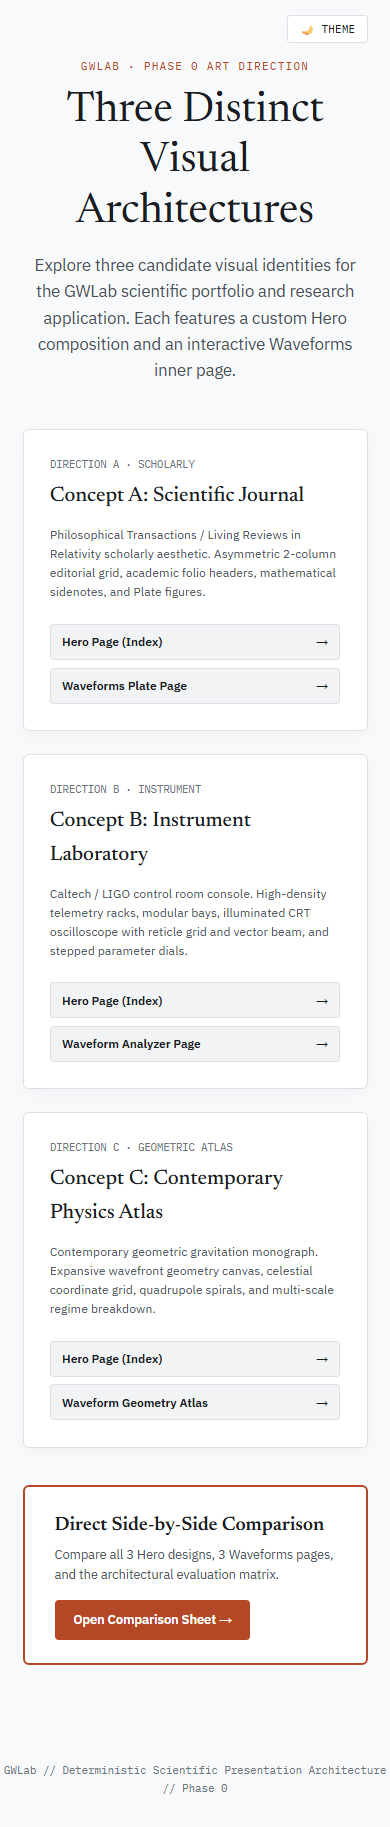 🌙 THEME
GWLAB · PHASE 0 ART DIRECTION
Three Distinct
Visual
Architectures
Explore three candidate visual identities for
the GWLab scientific portfolio and research
application. Each features a custom Hero
composition and an interactive Waveforms
inner page.
DIRECTION A · SCHOLARLY
Concept A: Scientific Journal
Philosophical Transactions / Living Reviews in
Relativity scholarly aesthetic. Asymmetric 2-column
editorial grid, academic folio headers, mathematical
sidenotes, and Plate figures.
Hero Page (Index) →
Waveforms Plate Page →
DIRECTION B · INSTRUMENT
Concept B: Instrument
Laboratory
Caltech / LIGO control room console. High-density
telemetry racks, modular bays, illuminated CRT
oscilloscope with reticle grid and vector beam, and
stepped parameter dials.
Hero Page (Index) →
Waveform Analyzer Page →
DIRECTION C · GEOMETRIC ATLAS
Concept C: Contemporary
Physics Atlas
Contemporary geometric gravitation monograph.
Expansive wavefront geometry canvas, celestial
coordinate grid, quadrupole spirals, and multi-scale
regime breakdown.
Hero Page (Index) →
Waveform Geometry Atlas →
Direct Side-by-Side Comparison
Compare all 3 Hero designs, 3 Waveforms pages,
and the architectural evaluation matrix.
Open Comparison Sheet →
GWLab // Deterministic Scientific Presentation Architecture
// Phase 0